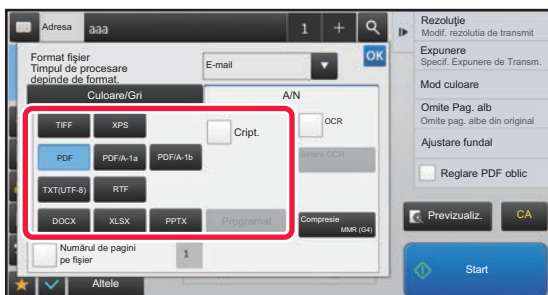 Adresa
aaa
1
+
Format fişier
Timpul de procesare
depinde de format.
E-mail
OK
Culoare/Gri
A/N
TIFF
XPS
Cript.
OCR
PDF
PDF/A-1a
PDF/A-1b
Setare OCR
TXT(UTF-8)
RTF
DOCX
XLSX
PPTX
Programat
Compresie
MMR (G4)
Numărul de pagini
pe fişier
1
Altele
Rezoluţie
Modif. rezolutia de transmit
Expunere
Specif. Expunere de Transm.
Mod culoare
Omite Pag. alb
Omite pag. albe din original
Ajustare fundal
Reglare PDF oblic
Previzualiz.
CA
Start